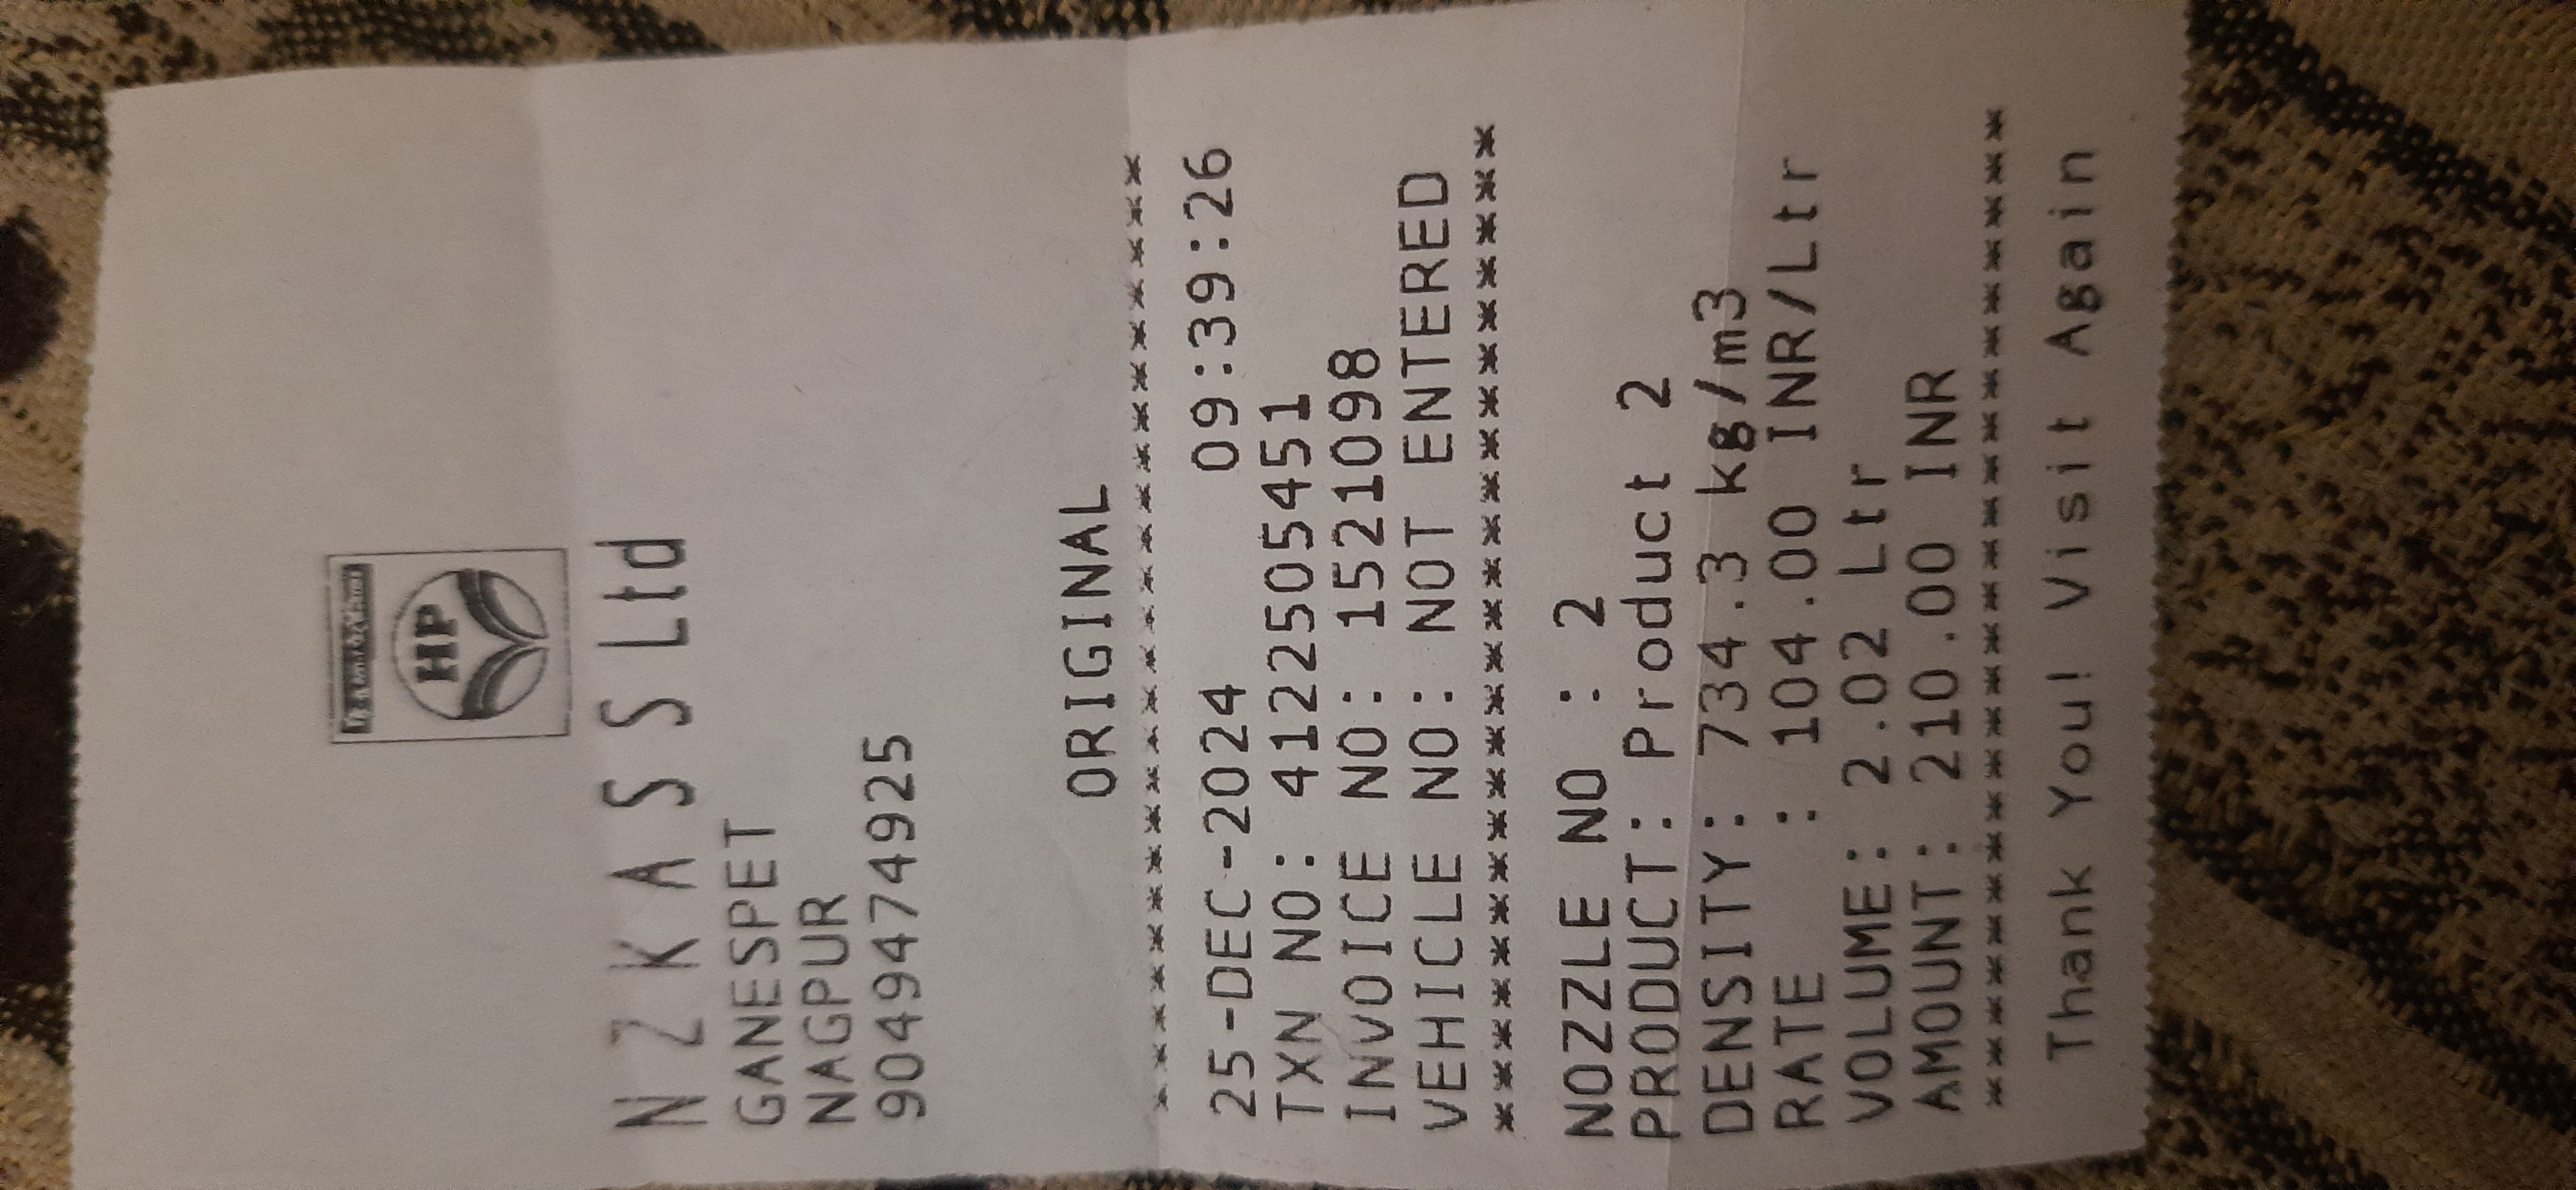 HP
N Z K A S S Ltd
GANESPET
NAGPUR
9049474925
ORIGINAL
************************
25-DEC-2024 09:39:26
TXN NO: 4122505451
INVOICE NO: 1521098
VEHICLE NO: NOT ENTERED
************************
NOZZLE NO : 2
PRODUCT: Product 2
DENSITY: 734.3 kg/m3
RATE : 104.00 INR/Ltr
VOLUME: 2.02 Ltr
AMOUNT: 210.00 INR
************************
Thank You! Visit Again